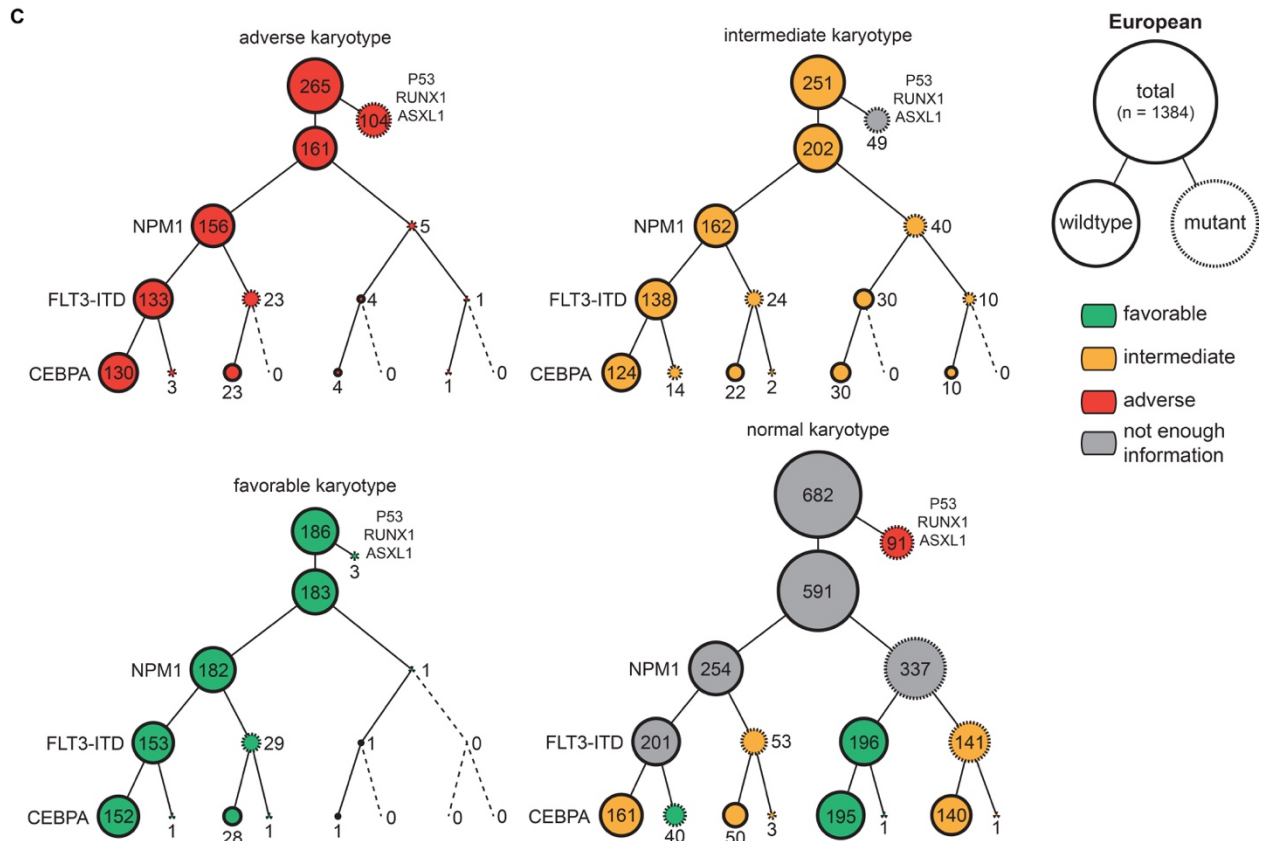 C
adverse karyotype
265
P53
RUNX1
ASXL1
104
161
NPM1
156
5
FLT3-ITD
133
23
4
1
CEBPA
130
3
23
0
4
0
1
0
intermediate karyotype
251
P53
RUNX1
ASXL1
49
202
NPM1
162
40
FLT3-ITD
138
24
30
10
CEBPA
124
14
22
2
30
0
10
0
European
total
(n = 1384)
wildtype
mutant
favorable
intermediate
adverse
not enough
information
favorable karyotype
186
P53
RUNX1
ASXL1
3
183
NPM1
182
1
FLT3-ITD
153
29
1
0
CEBPA
152
1
28
1
1
0
0
0
normal karyotype
682
P53
RUNX1
ASXL1
91
591
NPM1
254
337
FLT3-ITD
201
53
196
141
CEBPA
161
40
50
3
195
1
140
1